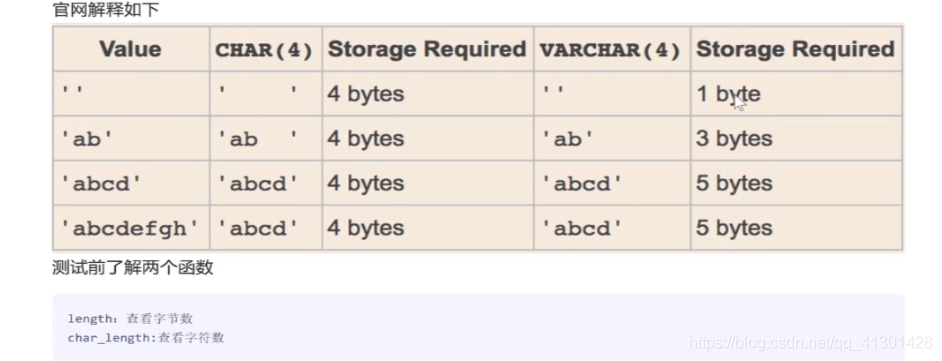 官网解释如下
Value CHAR(4) Storage Required VARCHAR(4) Storage Required
'' '    ' 4 bytes '' 1 byte
'ab' 'ab  ' 4 bytes 'ab' 3 bytes
'abcd' 'abcd' 4 bytes 'abcd' 5 bytes
'abcdefgh' 'abcd' 4 bytes 'abcd' 5 bytes
测试前了解两个函数
length: 查看字节数
char_length:查看字符数
https://blog.csdn.net/qq_41301428